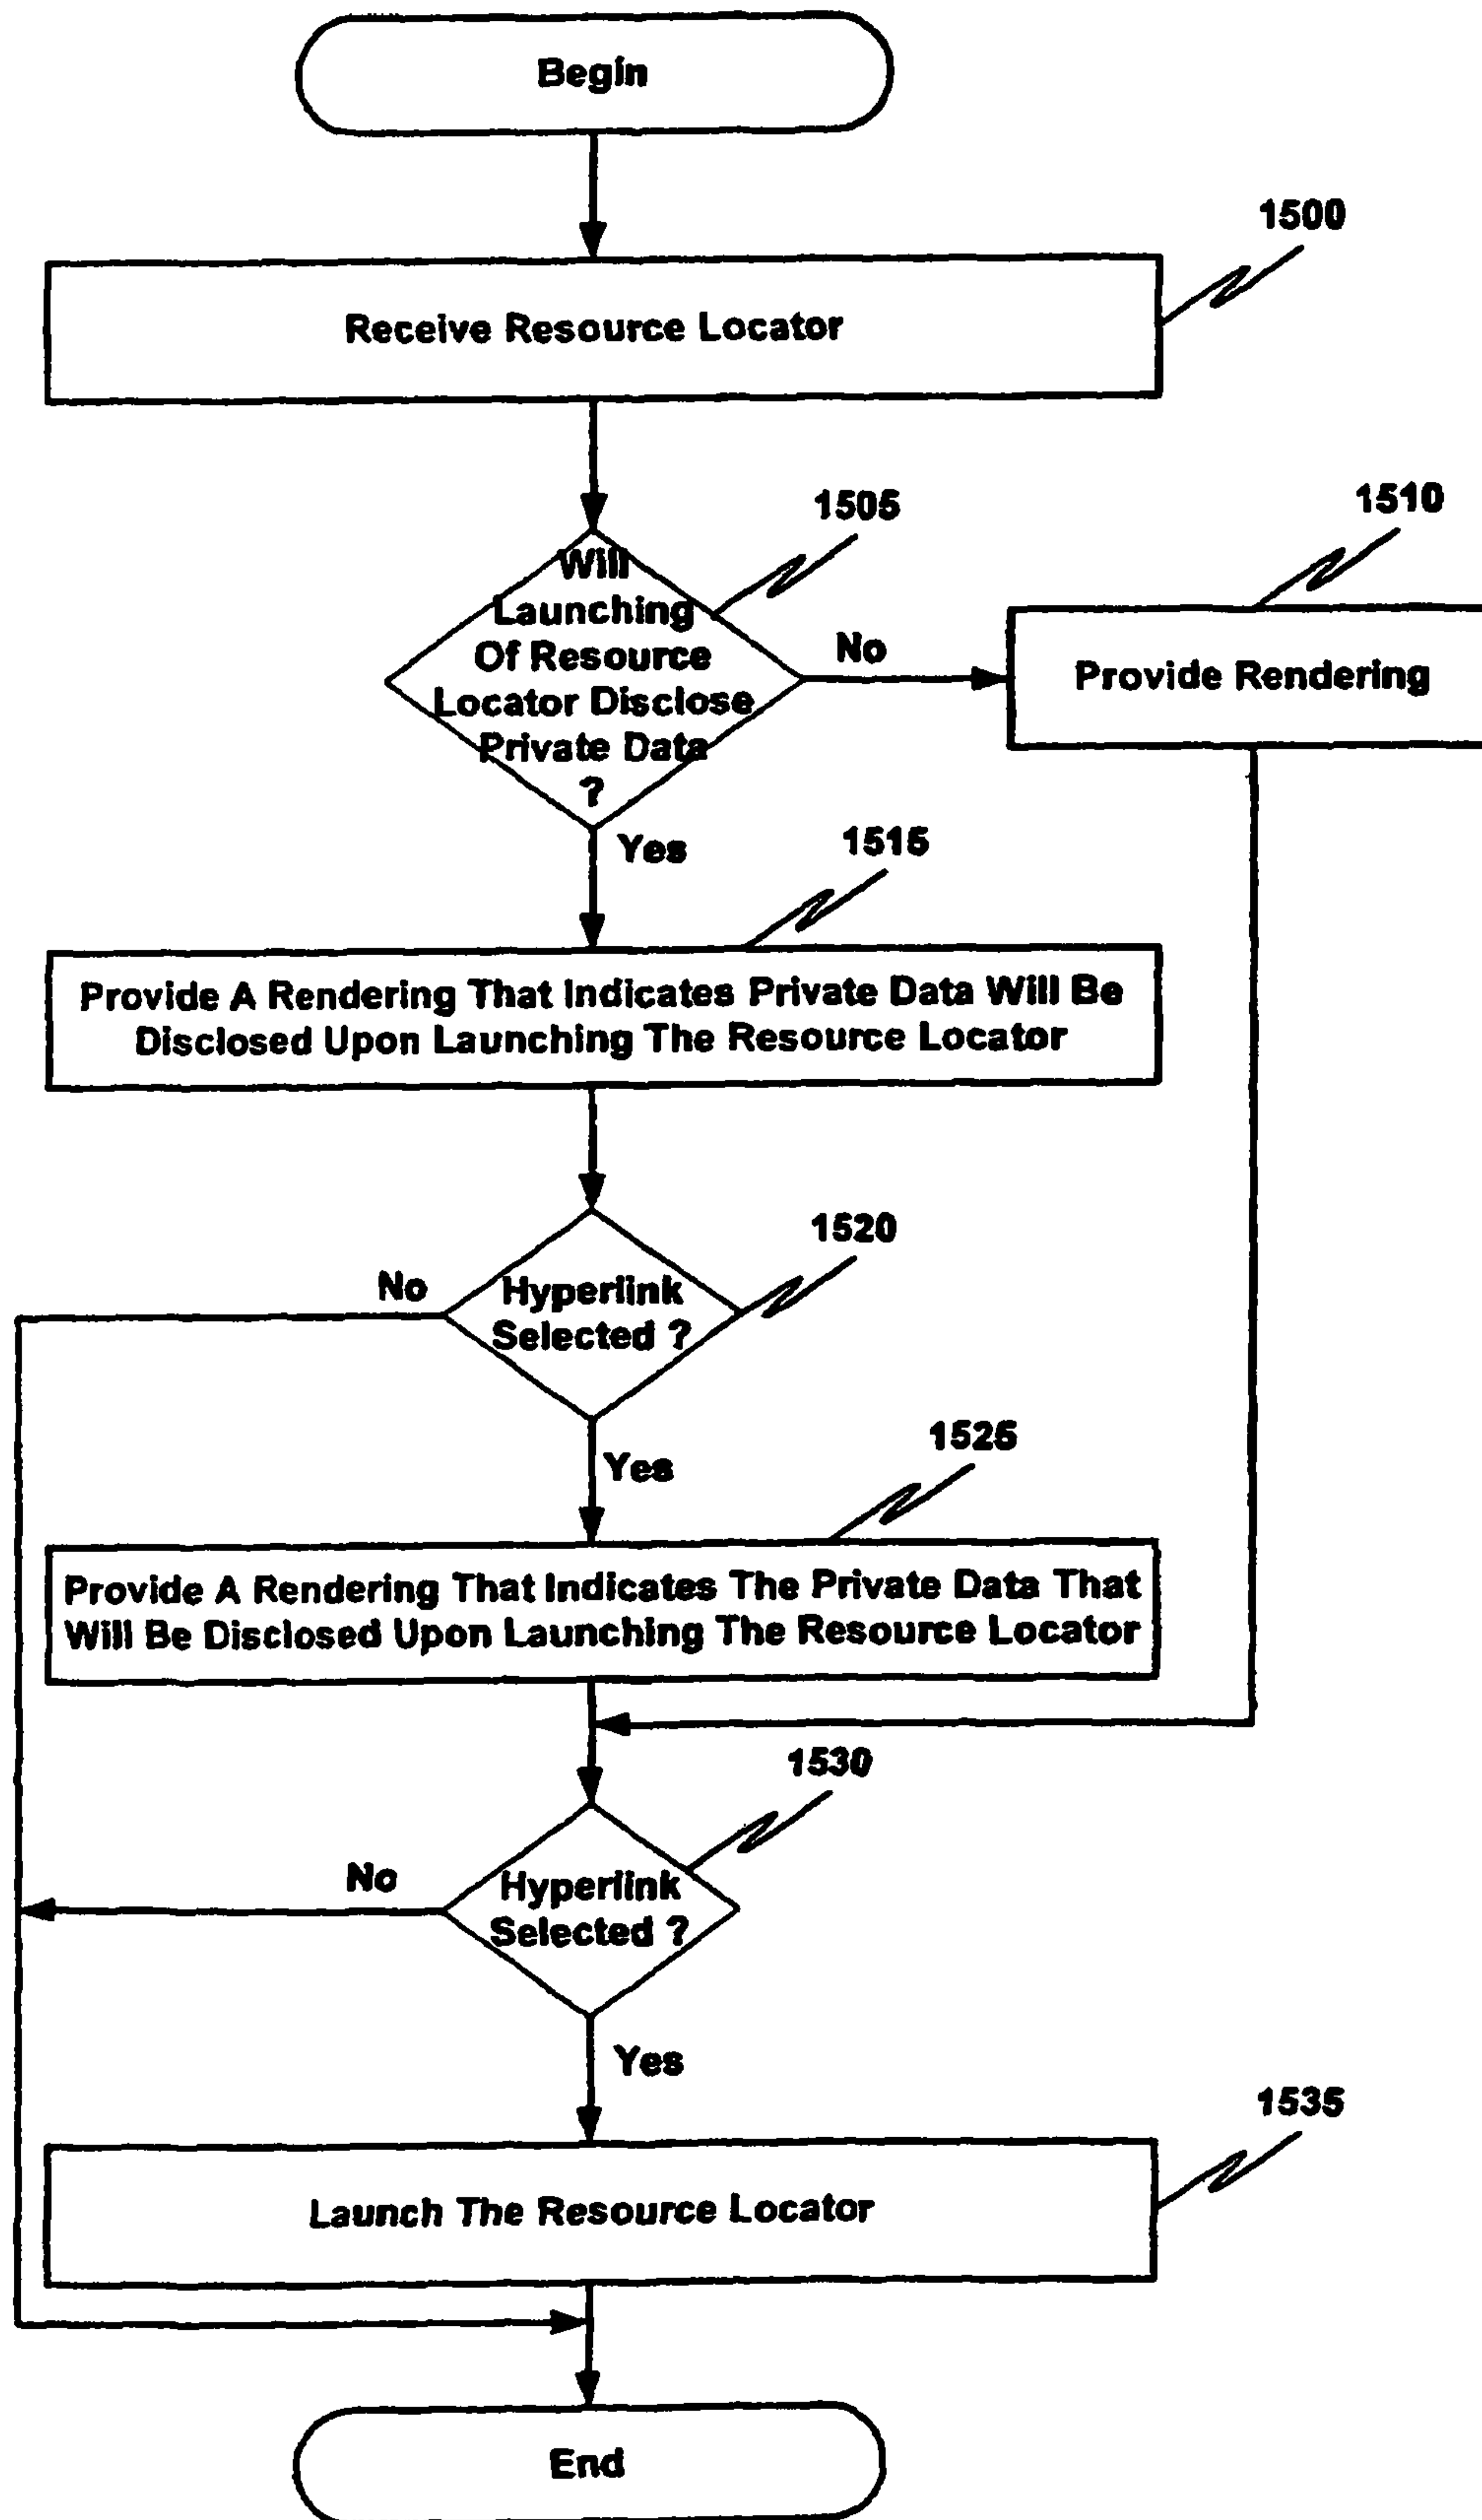 Begin
1500
Receive Resource Locator
1505
1510
Will
Launching
Of Resource
Locator Disclose
Private Data
?
No
Provide Rendering
Yes
1515
Provide A Rendering That Indicates Private Data Will Be
Disclosed Upon Launching The Resource Locator
1520
No
Hyperlink
Selected ?
Yes
1525
Provide A Rendering That Indicates The Private Data That
Will Be Disclosed Upon Launching The Resource Locator
1530
No
Hyperlink
Selected ?
Yes
1535
Launch The Resource Locator
End